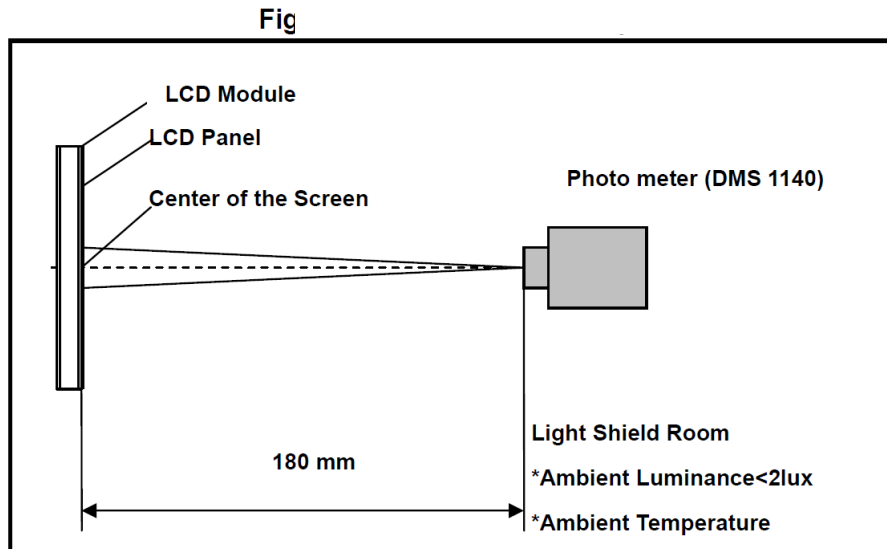 Fig
LCD Module
LCD Panel
Center of the Screen
Photo meter (DMS 1140)
180 mm
Light Shield Room
*Ambient Luminance<2lux
*Ambient Temperature